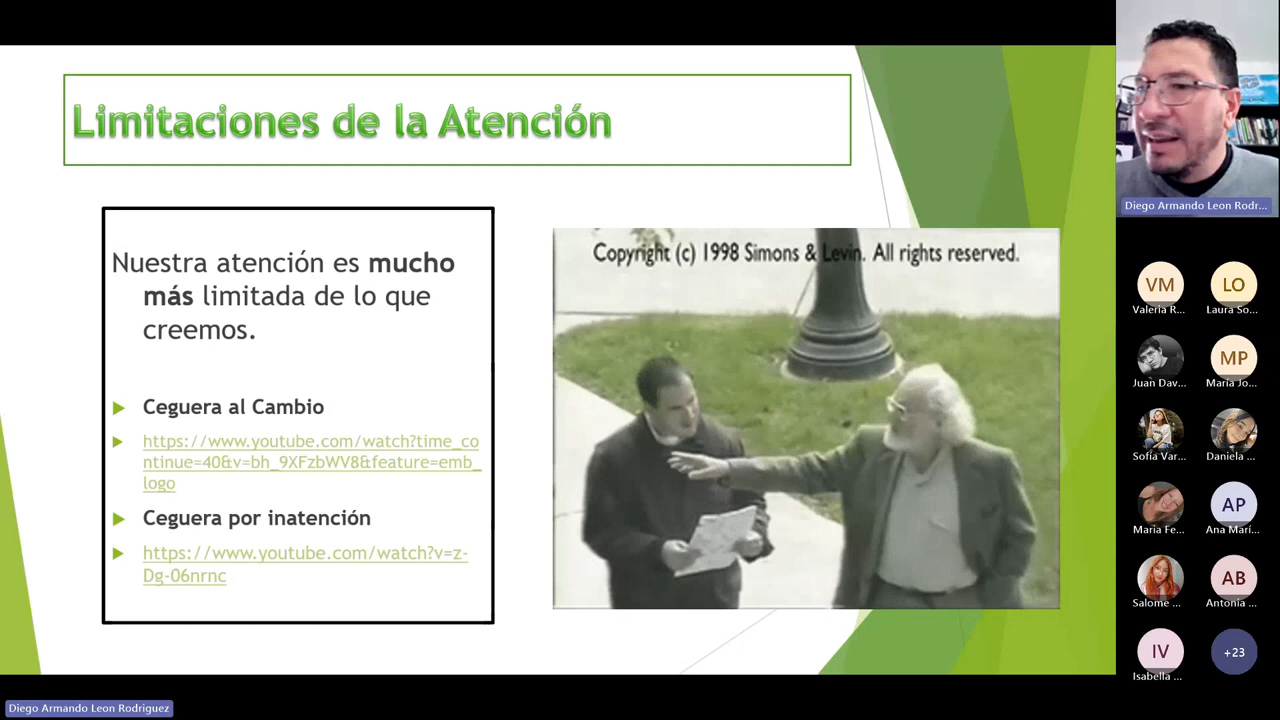 Limitaciones de la Atención
Nuestra atención es mucho
más limitada de lo que
creemos.
Ceguera al Cambio
https://www.youtube.com/watch?time_co
ntinue=40&v=bh_9XFzbWV8&feature=emb_
logo
Ceguera por inatención
https://www.youtube.com/watch?v=z-
Dg-06nrnc
Copyright (c) 1998 Simons & Levin. All rights reserved.
Diego Armando Leon Rodr...
VM
LO
Valeria R...
Laura So...
MP
Juan Dav...
Maria Jo...
Sofía Var...
Daniela ...
AP
Maria Fe...
Ana Marí...
AB
Salome ...
Antonia ...
IV
+23
Isabella ...
Diego Armando Leon Rodriguez